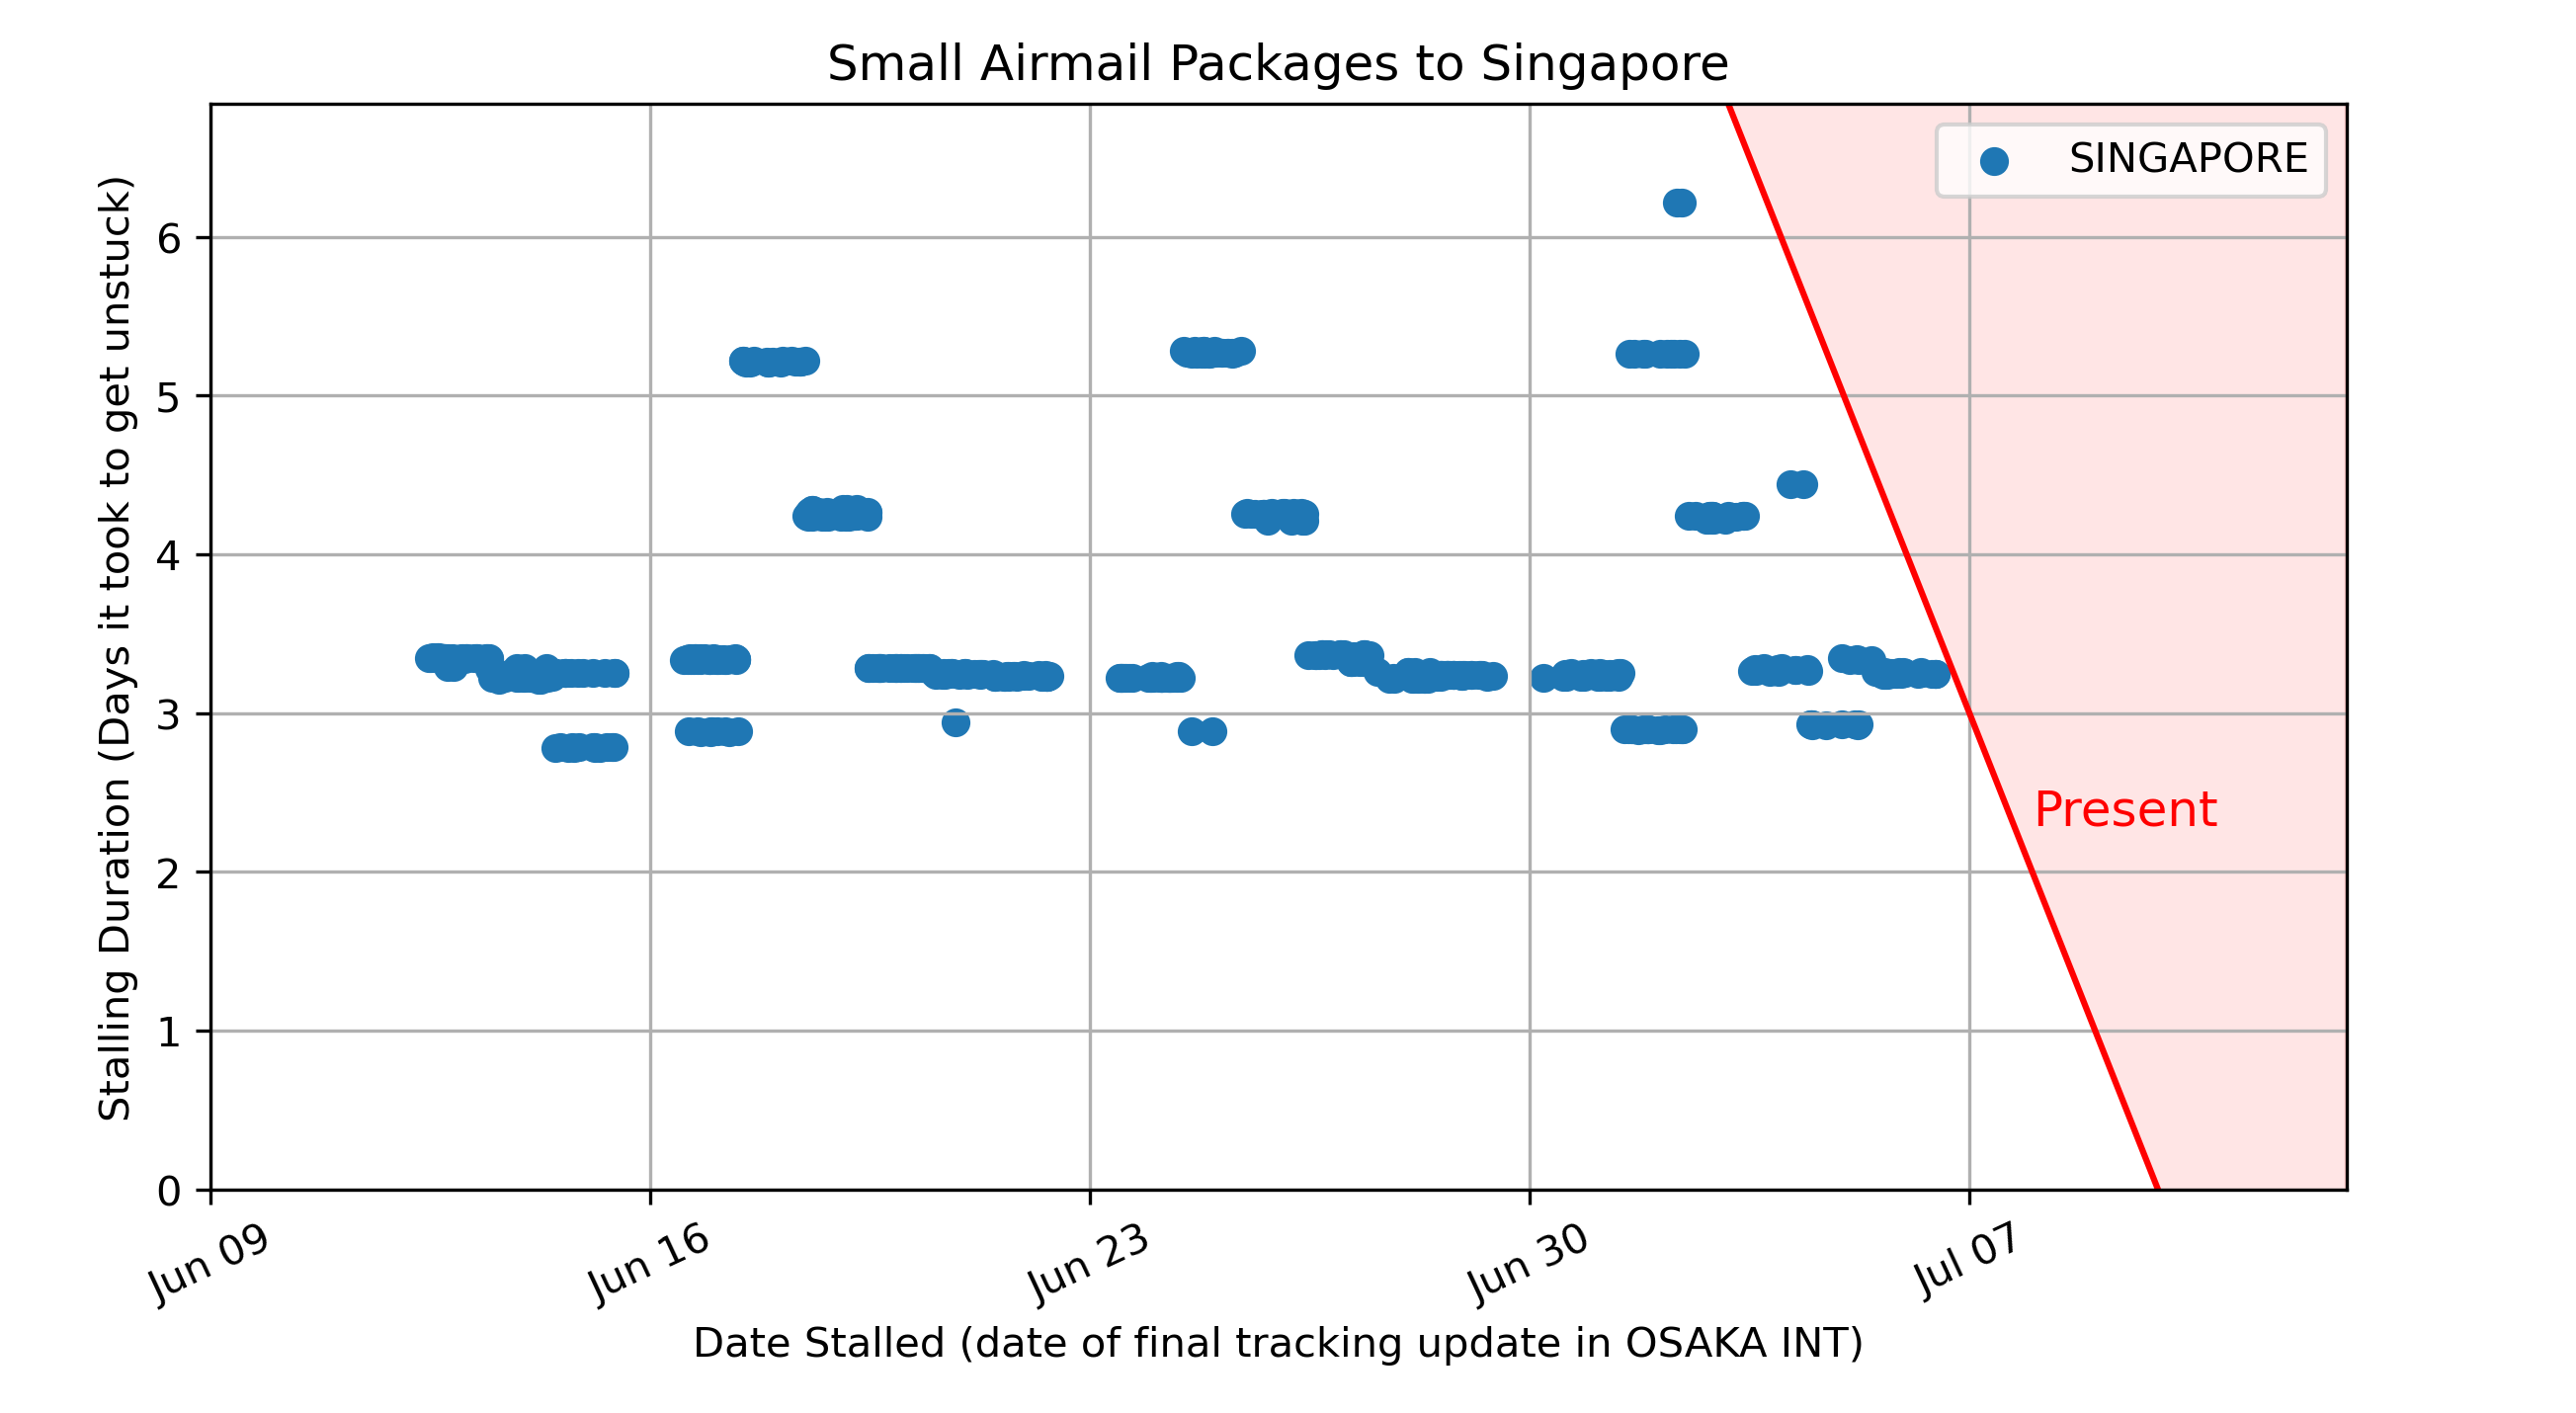 Small Airmail Packages to Singapore
SINGAPORE
Stalling Duration (Days it took to get unstuck)
6
5
4
3
2
1
0
Present
Jun 09
Jun 16
Jun 23
Jun 30
Jul 07
Date Stalled (date of final tracking update in OSAKA INT)